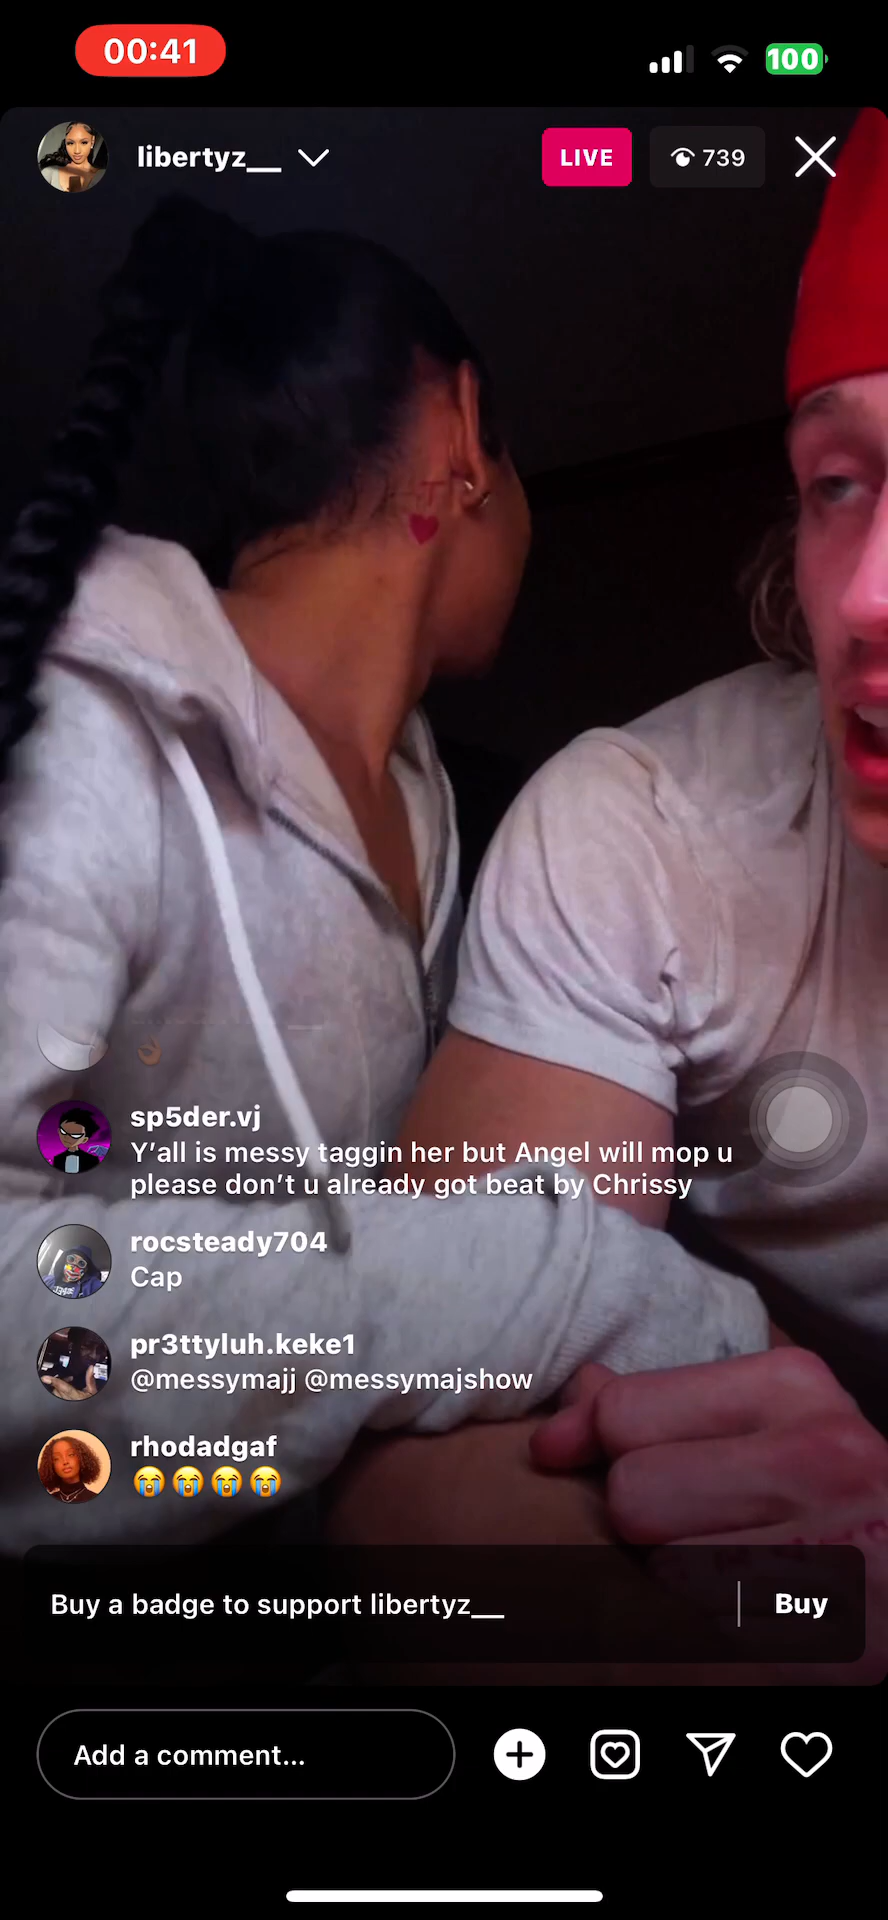 00:41
100
libertyz__
LIVE
739
sp5der.vj
Y’all is messy taggin her but Angel will mop u
please don’t u already got beat by Chrissy
rocsteady704
Cap
pr3ttyluh.keke1
@messymajj @messymajshow
rhodadgaf
😭😭😭😭
Buy a badge to support libertyz__
Buy
Add a comment...